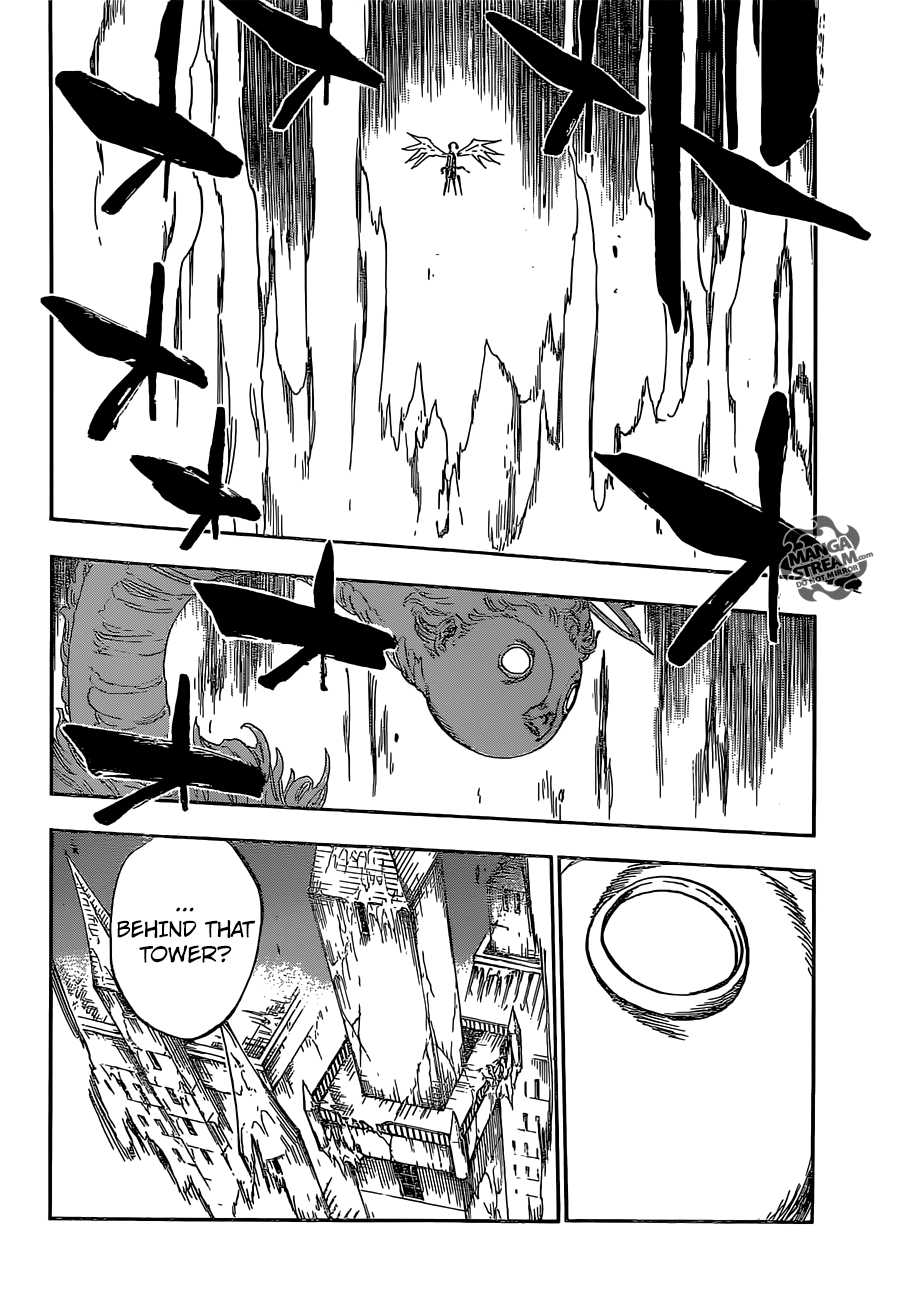 MANGA
STREAM.com
DO NOT MIRROR
...
BEHIND THAT
TOWER?